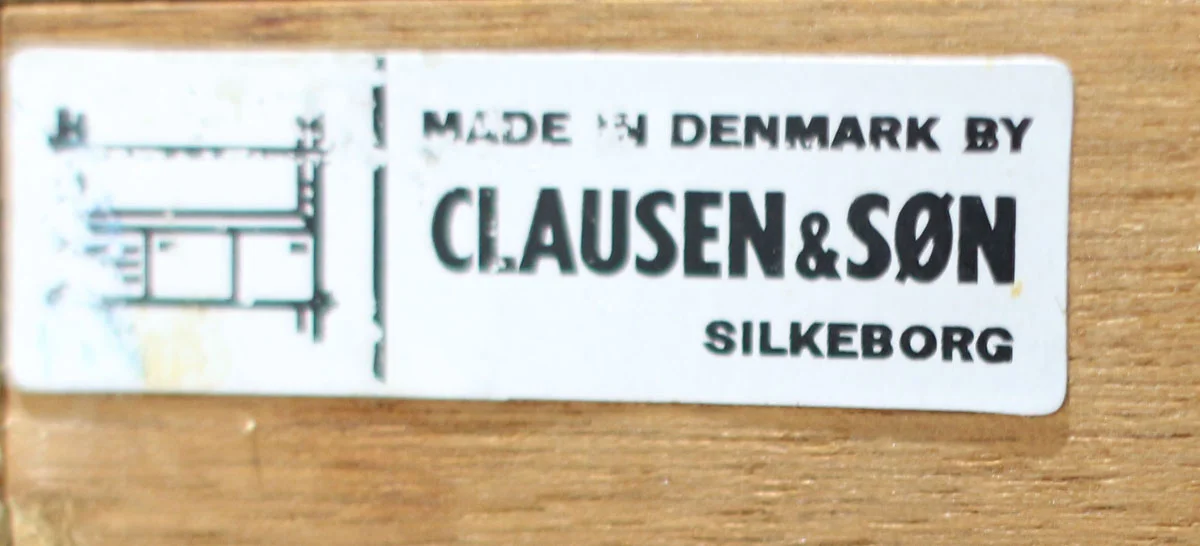 MADE IN DENMARK BY
CLAUSEN & SØN
SILKEBORG